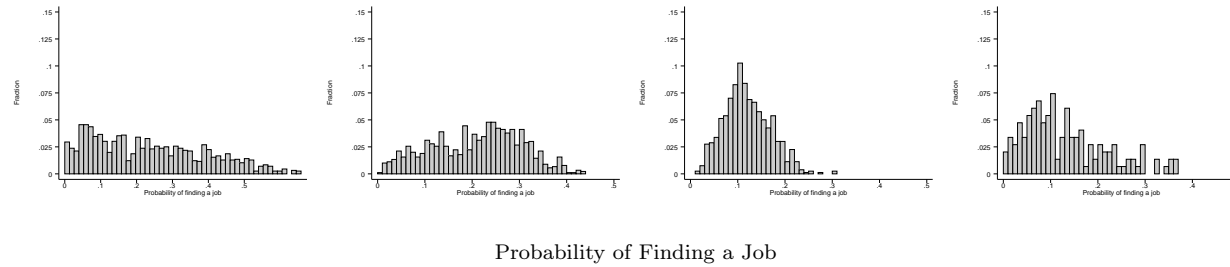 .15 .15 .15 .15
.125 .125 .125 .125
.1 .1 .1 .1
Fraction Fraction Fraction Fraction
.075 .075 .075 .075
.05 .05 .05 .05
.025 .025 .025 .025
0 0 0 0
0 .1 .2 .3 .4 .5 0 .1 .2 .3 .4 .5 0 .1 .2 .3 .4 .5 0 .1 .2 .3 .4
Probability of finding a job Probability of finding a job Probability of finding a job Probability of finding a job
Probability of Finding a Job